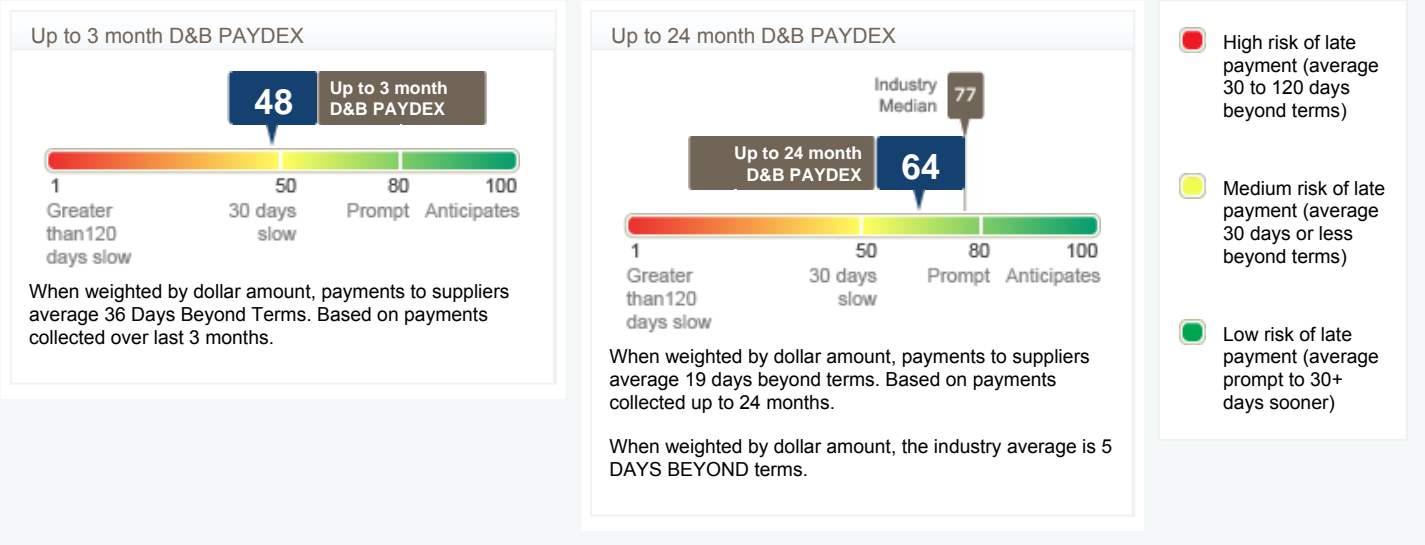 Up to 3 month D&B PAYDEX
48
Up to 3 month
D&B PAYDEX
1
50
80
100
Greater
than120
days slow
30 days
slow
Prompt
Anticipates
When weighted by dollar amount, payments to suppliers
average 36 Days Beyond Terms. Based on payments
collected over last 3 months.
Up to 24 month D&B PAYDEX
Industry
Median
77
Up to 24 month
D&B PAYDEX
64
1
50
80
100
Greater
than120
days slow
30 days
slow
Prompt
Anticipates
When weighted by dollar amount, payments to suppliers
average 19 days beyond terms. Based on payments
collected up to 24 months.
When weighted by dollar amount, the industry average is 5
DAYS BEYOND terms.
High risk of late
payment (average
30 to 120 days
beyond terms)
Medium risk of late
payment (average
30 days or less
beyond terms)
Low risk of late
payment (average
prompt to 30+
days sooner)